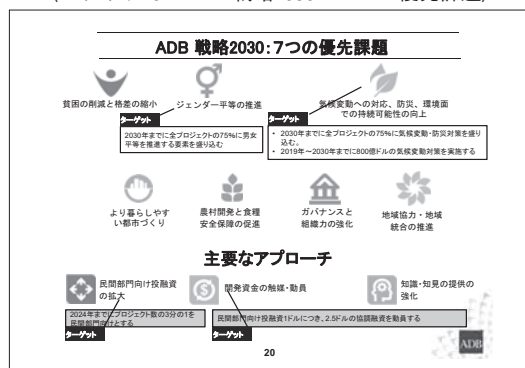 ADB 戦略2030：7つの優先課題
貧困の削減と格差の縮小
ジェンダー平等の推進
気候変動への対応、防災、環境面
での持続可能性の向上
ターゲット
2030年までに全プロジェクトの75%に男女
平等を推進する要素を盛り込む
ターゲット
• 2030年までに全プロジェクトの75%に気候変動・防災対策を盛り
込む。
• 2019年～2030年までに800億ドルの気候変動対策を実施する
より暮らしやす
い都市づくり
農村開発と食糧
安全保障の促進
ガバナンスと
組織力の強化
地域協力・地域
統合の推進
主要なアプローチ
民間部門向け投融資
の拡大
開発資金の触媒・動員
知識・知見の提供の
強化
2024年までにプロジェクト数の3分の1を
民間部門向けとする
ターゲット
民間部門向け投融資1ドルにつき、2.5ドルの協調融資を動員する
ターゲット
20
ADB